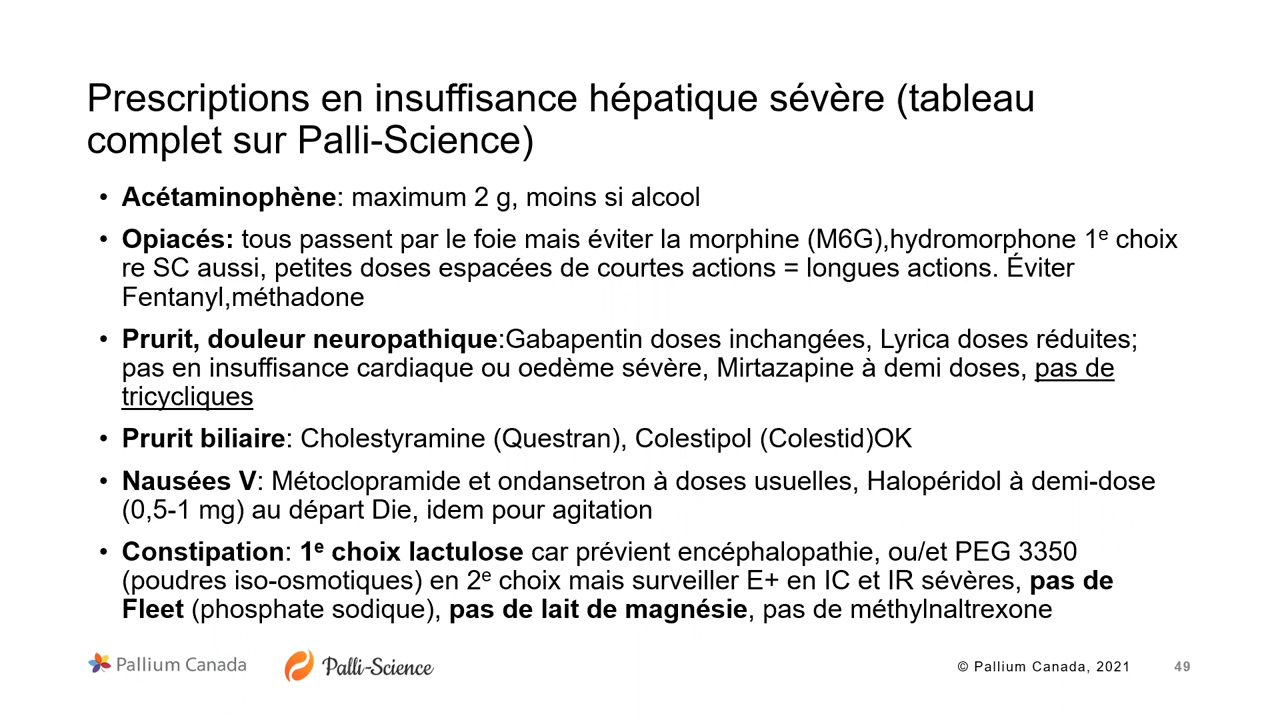 Prescriptions en insuffisance hépatique sévère (tableau
complet sur Palli-Science)
• Acétaminophène: maximum 2 g, moins si alcool
• Opiacés: tous passent par le foie mais éviter la morphine (M6G),hydromorphone 1e choix
re SC aussi, petites doses espacées de courtes actions = longues actions. Éviter
Fentanyl,méthadone
• Prurit, douleur neuropathique:Gabapentin doses inchangées, Lyrica doses réduites;
pas en insuffisance cardiaque ou oedème sévère, Mirtazapine à demi doses, pas de
tricycliques
• Prurit biliaire: Cholestyramine (Questran), Colestipol (Colestid)OK
• Nausées V: Métoclopramide et ondansetron à doses usuelles, Halopéridol à demi-dose
(0,5-1 mg) au départ Die, idem pour agitation
• Constipation: 1e choix lactulose car prévient encéphalopathie, ou/et PEG 3350
(poudres iso-osmotiques) en 2e choix mais surveiller E+ en IC et IR sévères, pas de
Fleet (phosphate sodique), pas de lait de magnésie, pas de méthylnaltrexone
Pallium Canada Palli-Science © Pallium Canada, 2021 49